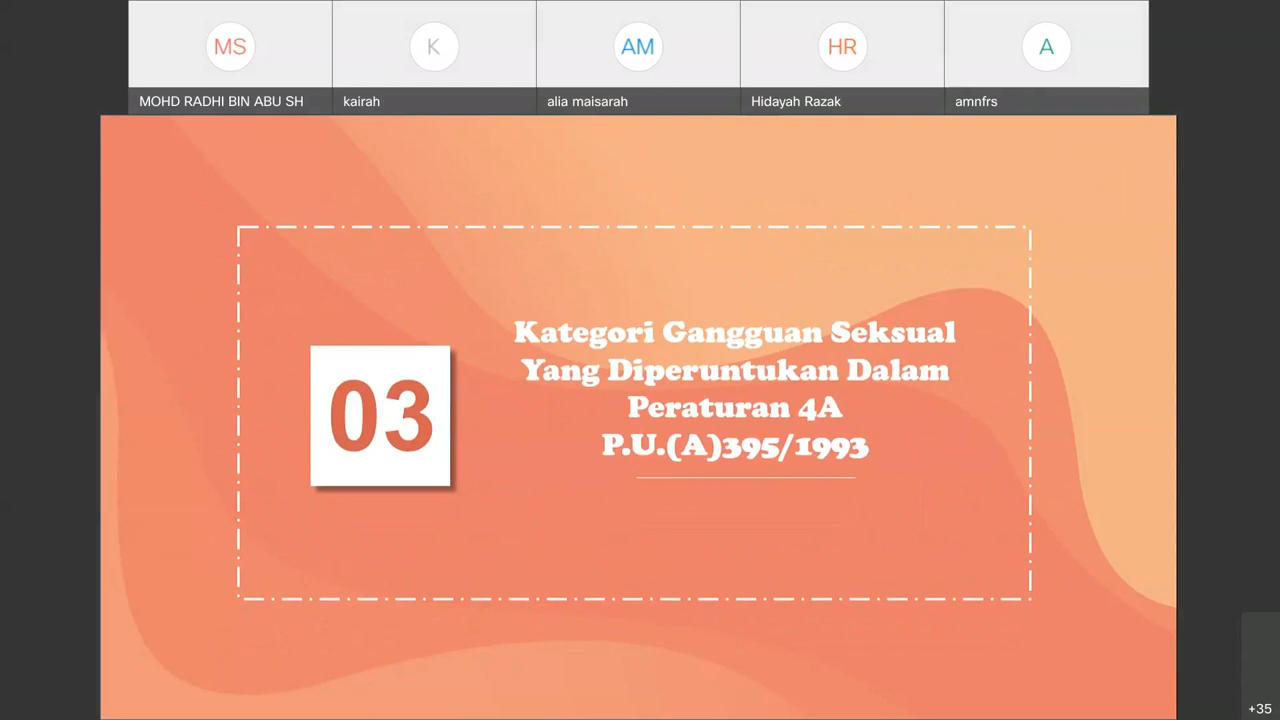 MS
K
AM
HR
A
MOHD RADHI BIN ABU SH
kairah
alia maisarah
Hidayah Razak
amnfrs
03
Kategori Gangguan Seksual
Yang Diperuntukan Dalam
Peraturan 4A
P.U.(A)395/1993
+35